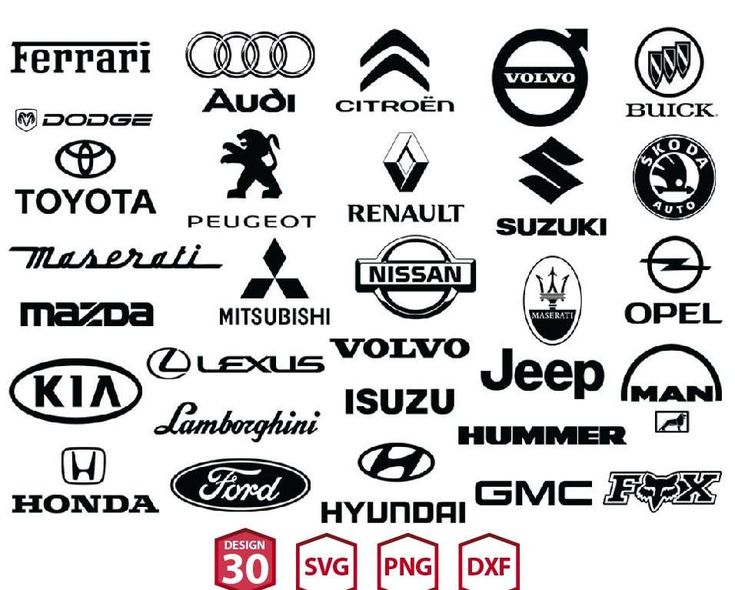 Ferrari
AUDI
CITROËN
VOLVO
BUICK
DODGE
TOYOTA
PEUGEOT
RENAULT
SUZUKI
ŠKODA
AUTO
Maserati
MITSUBISHI
NISSAN
MASERATI
OPEL
mazda
KIA
LEXUS
VOLVO
Jeep
MAN
Lamborghini
ISUZU
HUMMER
HONDA
Ford
HYUNDAI
GMC
FOX
DESIGN
30
SVG
PNG
DXF